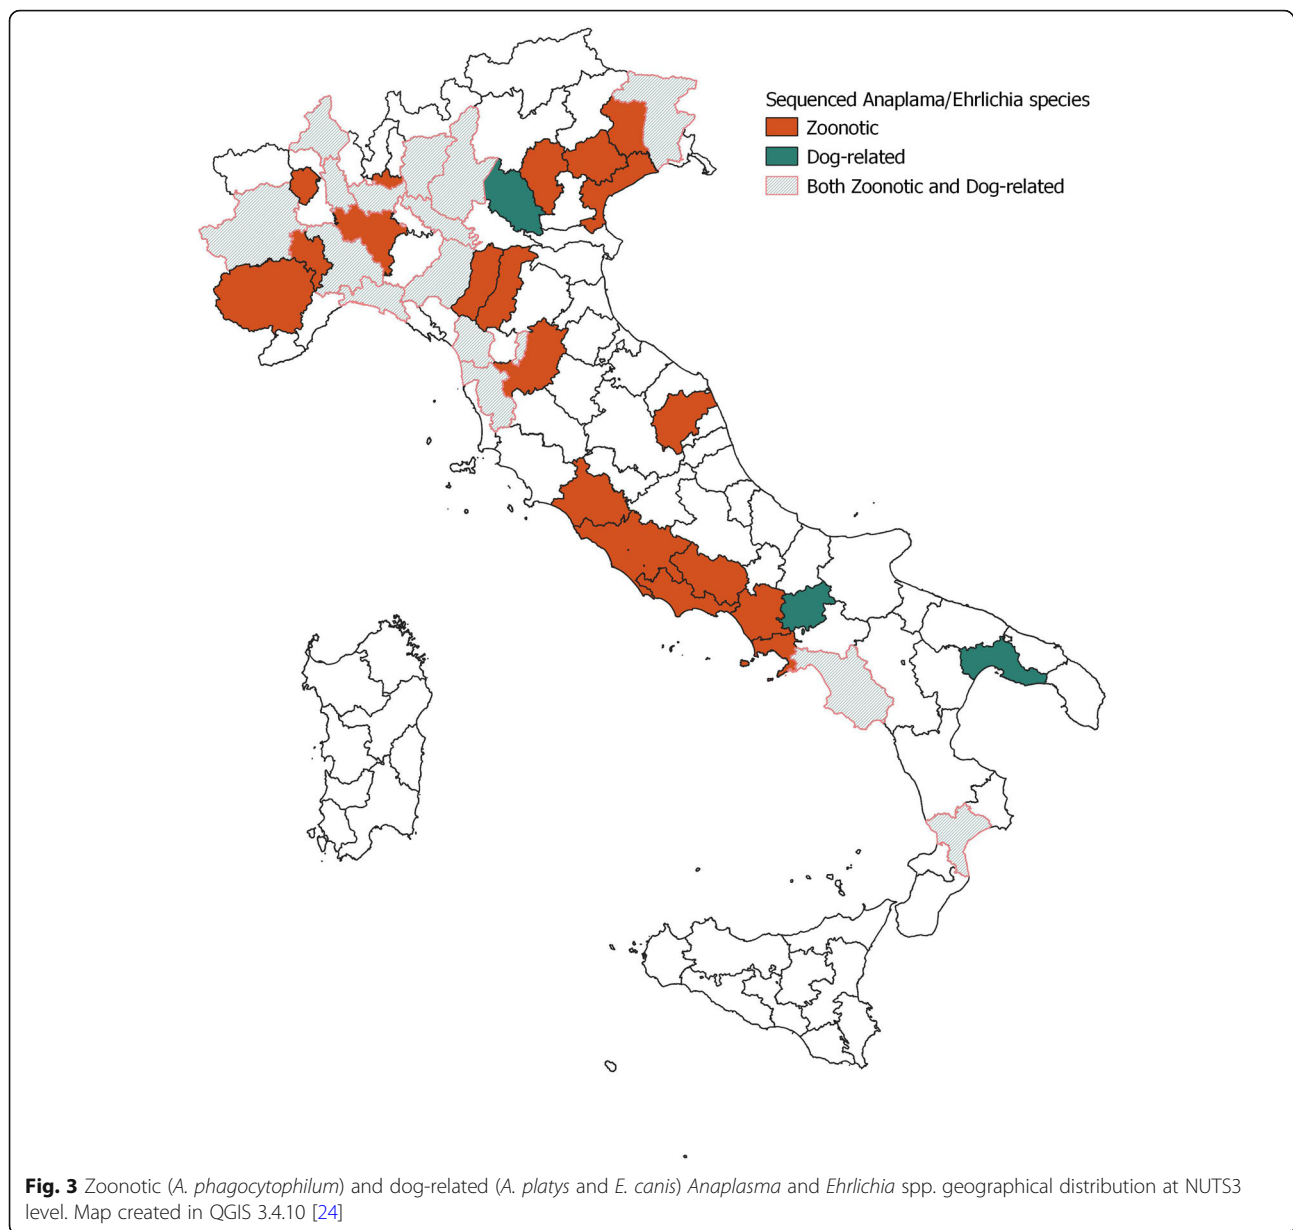 Sequenced Anaplama/Ehrlichia species
Zoonotic
Dog-related
Both Zoonotic and Dog-related
Fig. 3 Zoonotic (A. phagocytophilum) and dog-related (A. platys and E. canis) Anaplasma and Ehrlichia spp. geographical distribution at NUTS3
level. Map created in QGIS 3.4.10 [24]